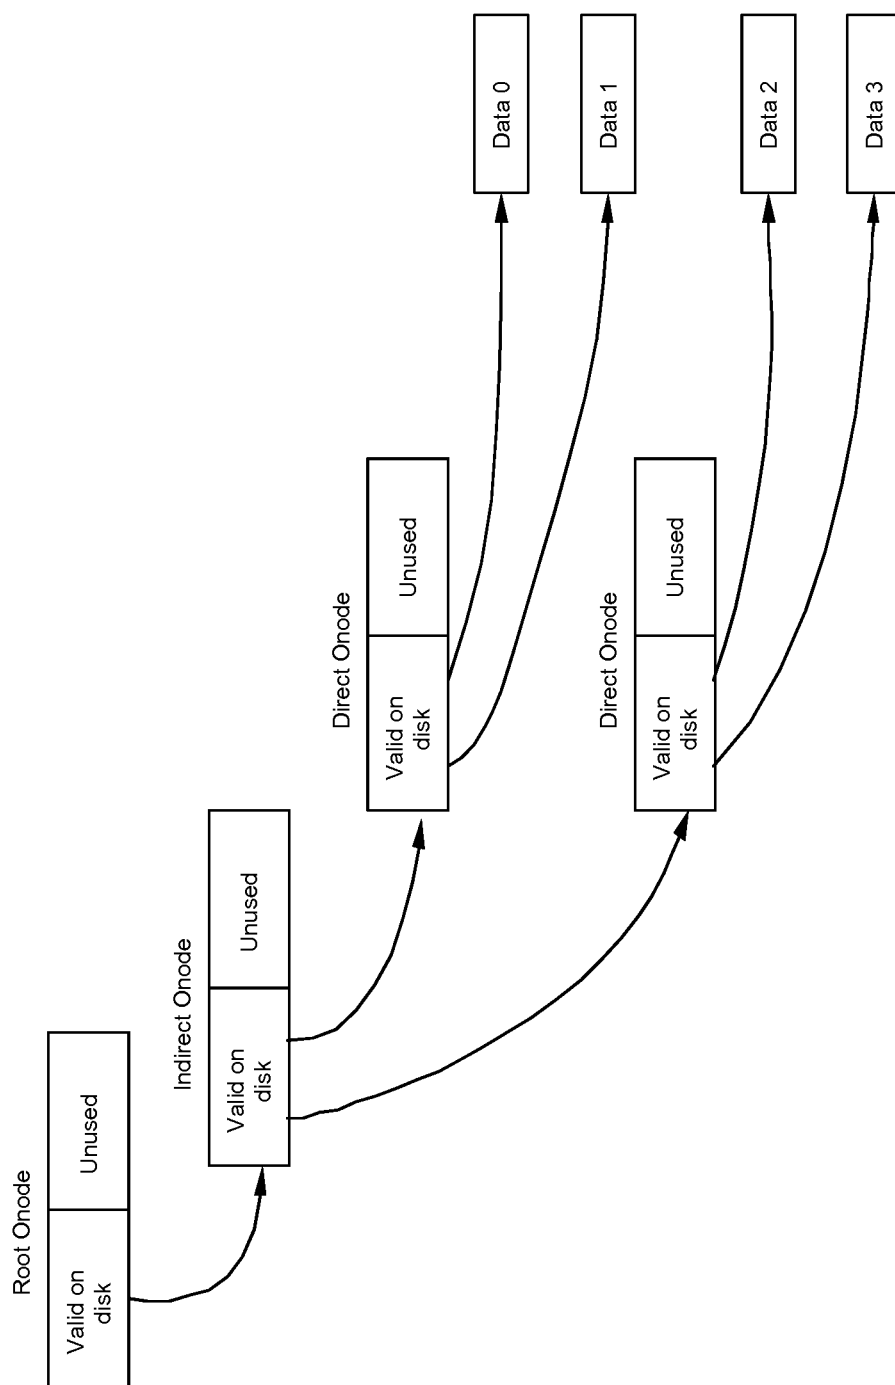 Root Onode
Valid on
disk
Unused
Indirect Onode
Valid on
disk
Unused
Direct Onode
Valid on
disk
Unused
Data 0
Data 1
Direct Onode
Valid on
disk
Unused
Data 2
Data 3